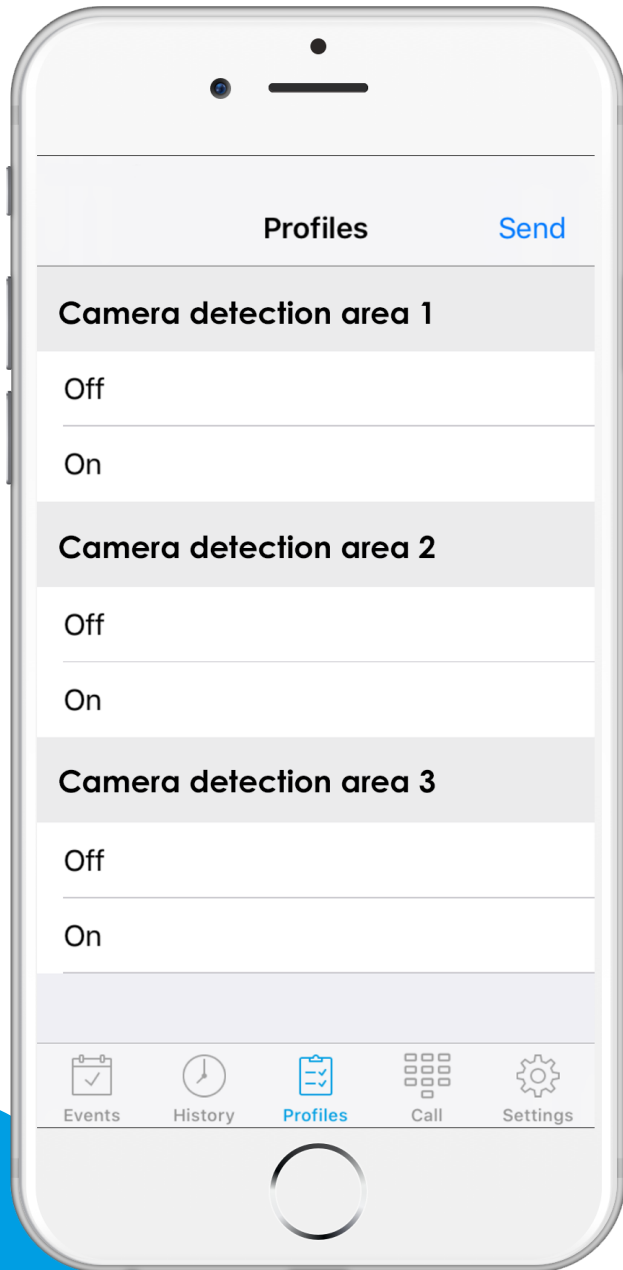 Profiles Send
Camera detection area 1
Off
On
Camera detection area 2
Off
On
Camera detection area 3
Off
On
Events History Profiles Call Settings